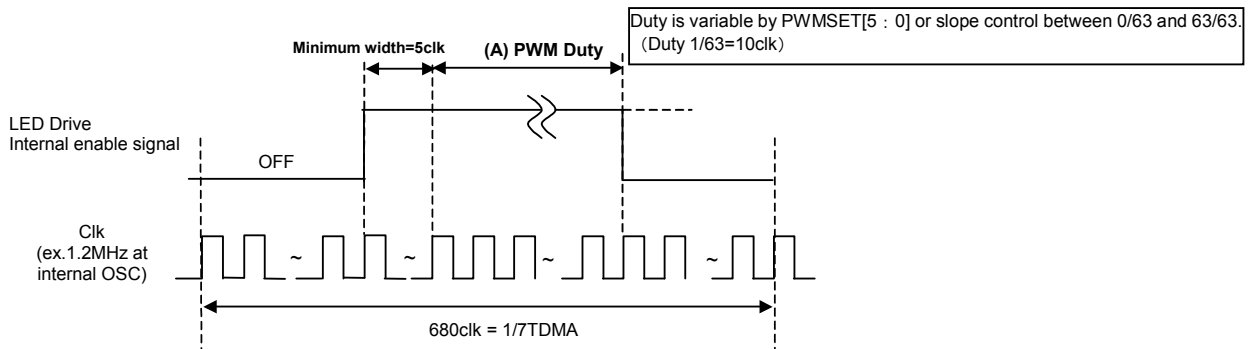 Duty is variable by PWMSET[5 : 0] or slope control between 0/63 and 63/63.
（Duty 1/63=10clk）
Minimum width=5clk
(A) PWM Duty
LED Drive
Internal enable signal
OFF
Clk
(ex.1.2MHz at
internal OSC)
~
~
~
~
680clk = 1/7TDMA